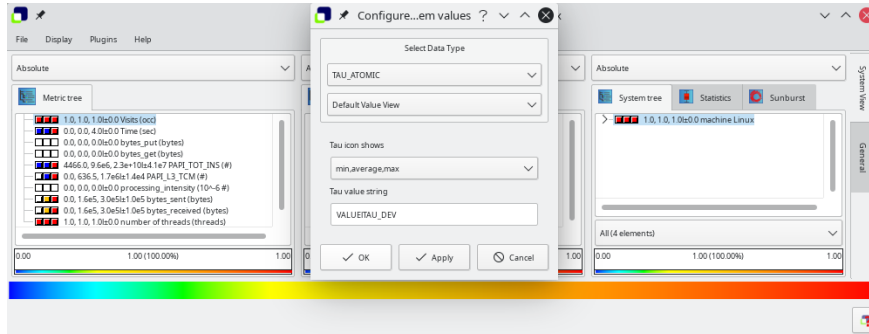 Configure...em values
File Display Plugins Help
Absolute
Metric tree
1.0, 1.0, 1.0±0.0 Visits (occ)
0.0, 0.0, 4.0±0.0 Time (sec)
0.0, 0.0, 0.0±0.0 bytes_put (bytes)
0.0, 0.0, 0.0±0.0 bytes_get (bytes)
4466.0, 9.6e6, 2.3e+10±4.1e7 PAPI_TOT_INS (#)
0.0, 636.5, 1.7e6±1.4e4 PAPI_L3_TCM (#)
0.0, 0.0, 0.0±0.0 processing_intensity (10^-6 #)
0.0, 1.6e5, 3.0e5±1.0e5 bytes_sent (bytes)
0.0, 1.6e5, 3.0e5±1.0e5 bytes_received (bytes)
1.0, 1.0, 1.0±0.0 number of threads (threads)
0.00 1.00 (100.00%) 1.00
Select Data Type
TAU_ATOMIC
Default Value View
Tau icon shows
min,average,max
Tau value string
VALUE±TAU_DEV
OK Apply Cancel
1.00
Absolute
System tree Statistics Sunburst
1.0, 1.0, 1.0±0.0 machine Linux
All (4 elements)
0.00 1.00 (100.00%) 1.00
System View
General